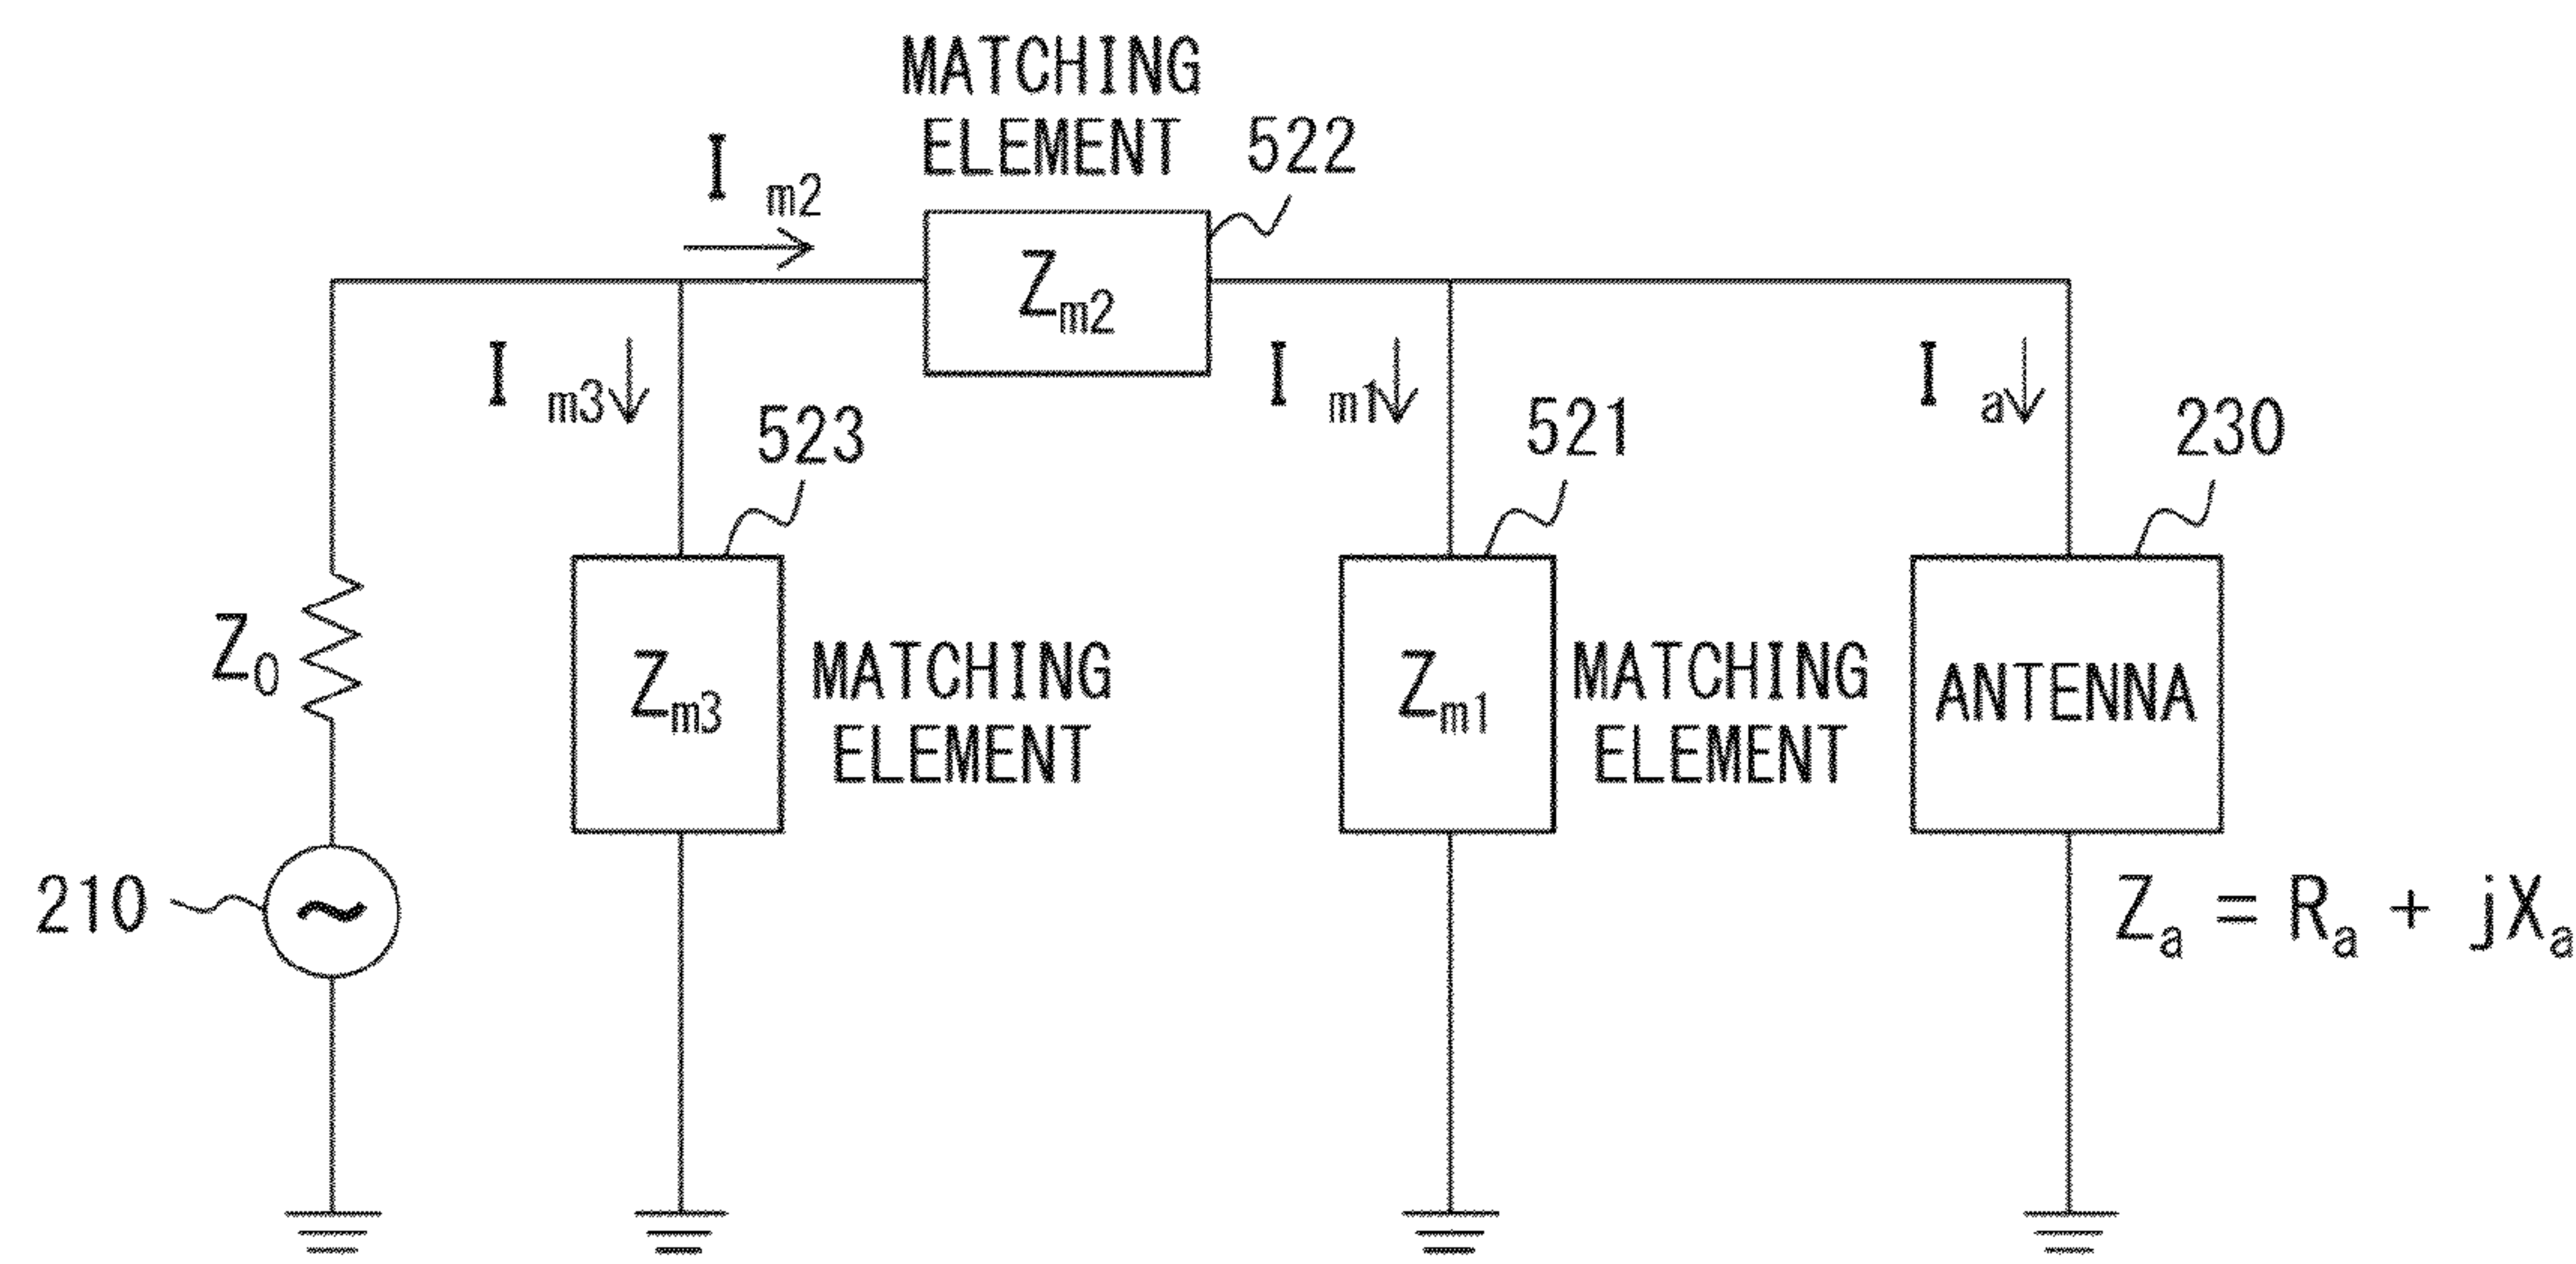 MATCHING
ELEMENT
522
I m2
Zm2
I m3
523
I m1
521
I a
230
Z0
Zm3
MATCHING
ELEMENT
Zm1
MATCHING
ELEMENT
ANTENNA
210
~
Za = Ra + jXa